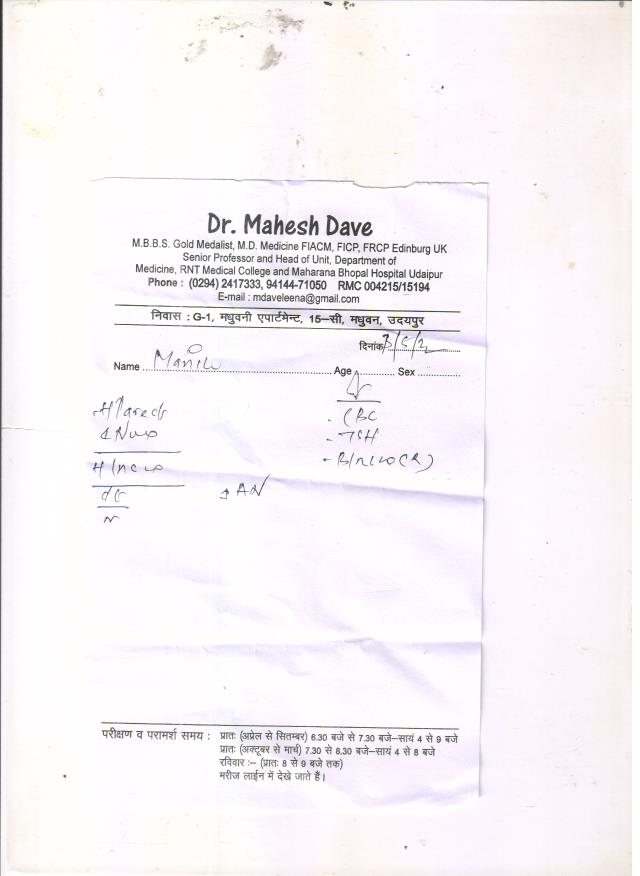 Dr. Mahesh Dave
M.B.B.S. Gold Medalist, M.D. Medicine FIACM, FICP, FRCP Edinburg UK
Senior Professor and Head of Unit, Department of
Medicine, RNT Medical College and Maharana Bhopal Hospital Udaipur
Phone : (0294) 2417333, 94144-71050 RMC 004215/15194
E-mail : mdaveleena@gmail.com
निवास : G-1, मधुवनी एपार्टमेन्ट, 15–सी, मधुवन, उदयपुर
दिनांक
Name Age Sex
- CBC
- TSH
परीक्षण व परामर्श समय : प्रातः (अप्रेल से सितम्बर) 6.30 बजे से 7.30 बजे–सायं 4 से 9 बजे
प्रातः (अक्टूबर से मार्च) 7.30 से 8.30 बजे–सायं 4 से 8 बजे
रविवार :– (प्रातः 8 से 9 बजे तक)
मरीज लाईन में देखे जाते हैं।